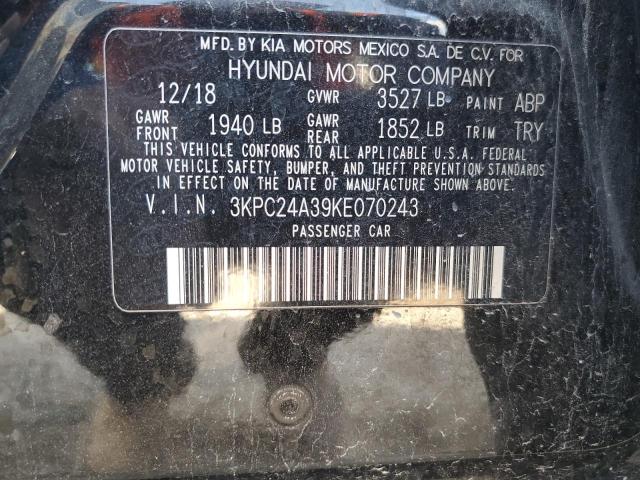 MFD. BY KIA MOTORS MEXICO S.A. DE C.V. FOR
HYUNDAI MOTOR COMPANY
12/18 GVWR 3527 LB PAINT ABP
GAWR FRONT 1940 LB GAWR REAR 1852 LB TRIM TRY
THIS VEHICLE CONFORMS TO ALL APPLICABLE U.S.A. FEDERAL
MOTOR VEHICLE SAFETY, BUMPER, AND THEFT PREVENTION STANDARDS
IN EFFECT ON THE DATE OF MANUFACTURE SHOWN ABOVE.
V.I.N. 3KPC24A39KE070243
PASSENGER CAR